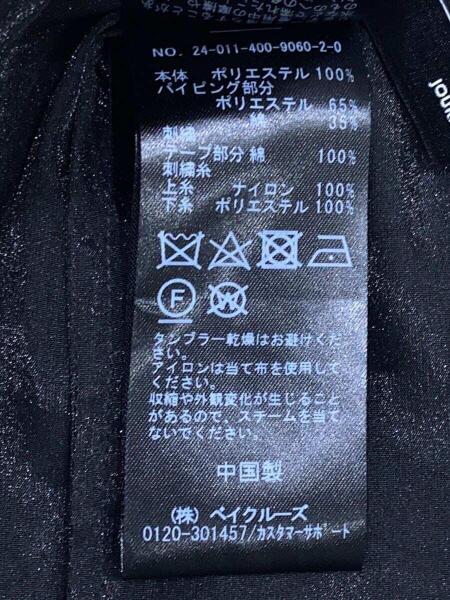 NO. 24-011-400-9060-2-0
本体 ポリエステル 100%
パイピング部分
ポリエステル 65%
綿 35%
刺繍
テープ部分 綿 100%
刺繍糸
上糸 ナイロン 100%
下糸 ポリエステル 100%
F W
タンブラー乾燥はお避けくだ
さい。
アイロンは当て布を使用して
ください。
収縮や外観変化が生じること
があるので、スチームを当て
ないでください。
中国製
(株) ベイクルーズ
0120-301457/カスタマーサポート